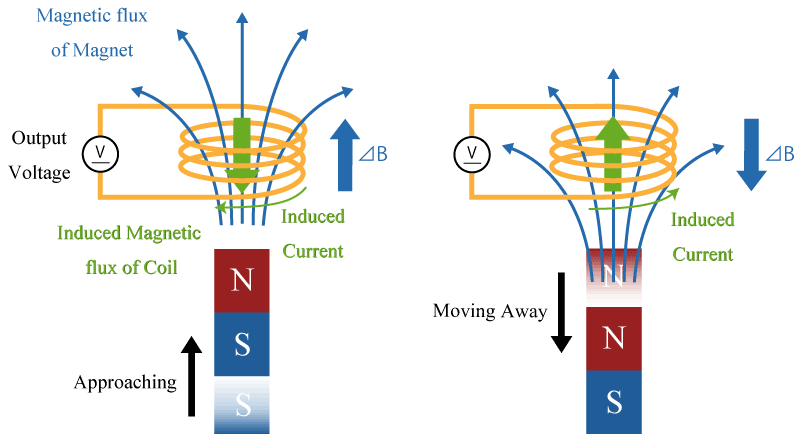 Magnetic flux
of Magnet
Output
Voltage
V
⊿B
Induced Magnetic
flux of Coil
Induced
Current
N
S
S
Approaching
V
⊿B
Induced
Current
N
N
S
Moving Away